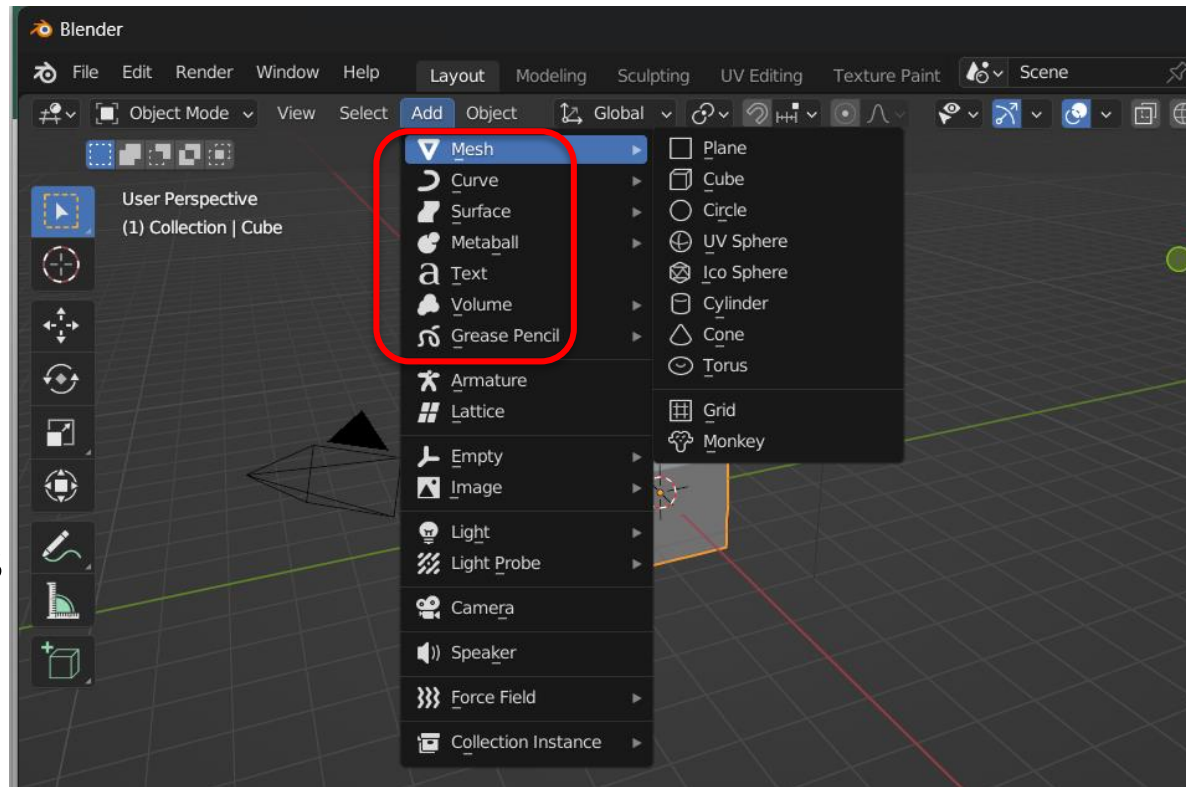 Blender
File Edit Render Window Help Layout Modeling Sculpting UV Editing Texture Paint Scene
Object Mode View Select Add Object Global
User Perspective
(1) Collection | Cube
Mesh
Curve
Surface
Metaball
Text
Volume
Grease Pencil
Armature
Lattice
Empty
Image
Light
Light Probe
Camera
Speaker
Force Field
Collection Instance
Plane
Cube
Circle
UV Sphere
Ico Sphere
Cylinder
Cone
Torus
Grid
Monkey